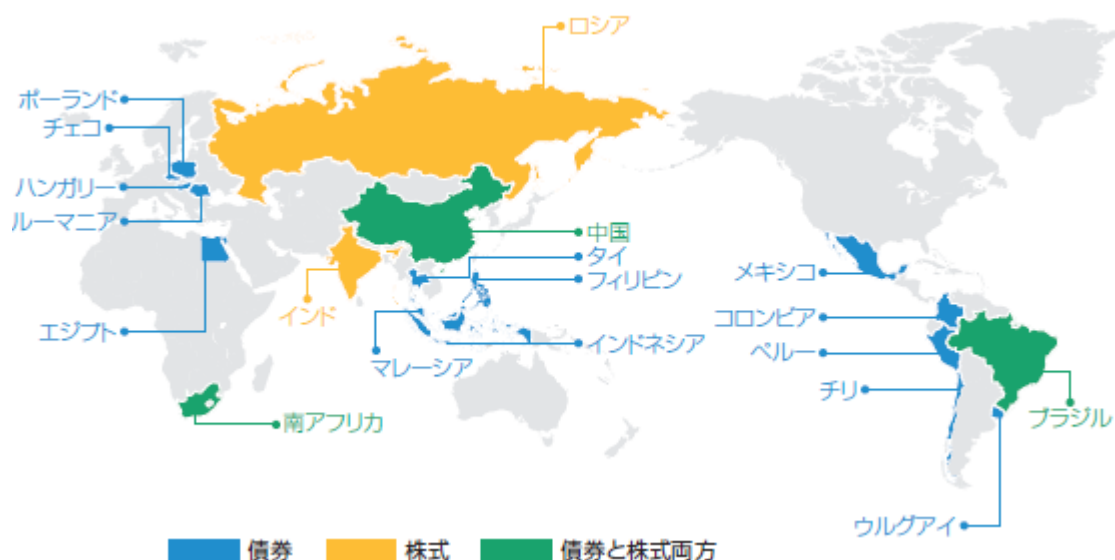 ロシア
ポーランド
チェコ
ハンガリー
ルーマニア
中国
タイ
フィリピン
メキシコ
インド
コロンビア
エジプト
インドネシア
マレーシア
ペルー
チリ
南アフリカ
ブラジル
ウルグアイ
債券 株式 債券と株式両方